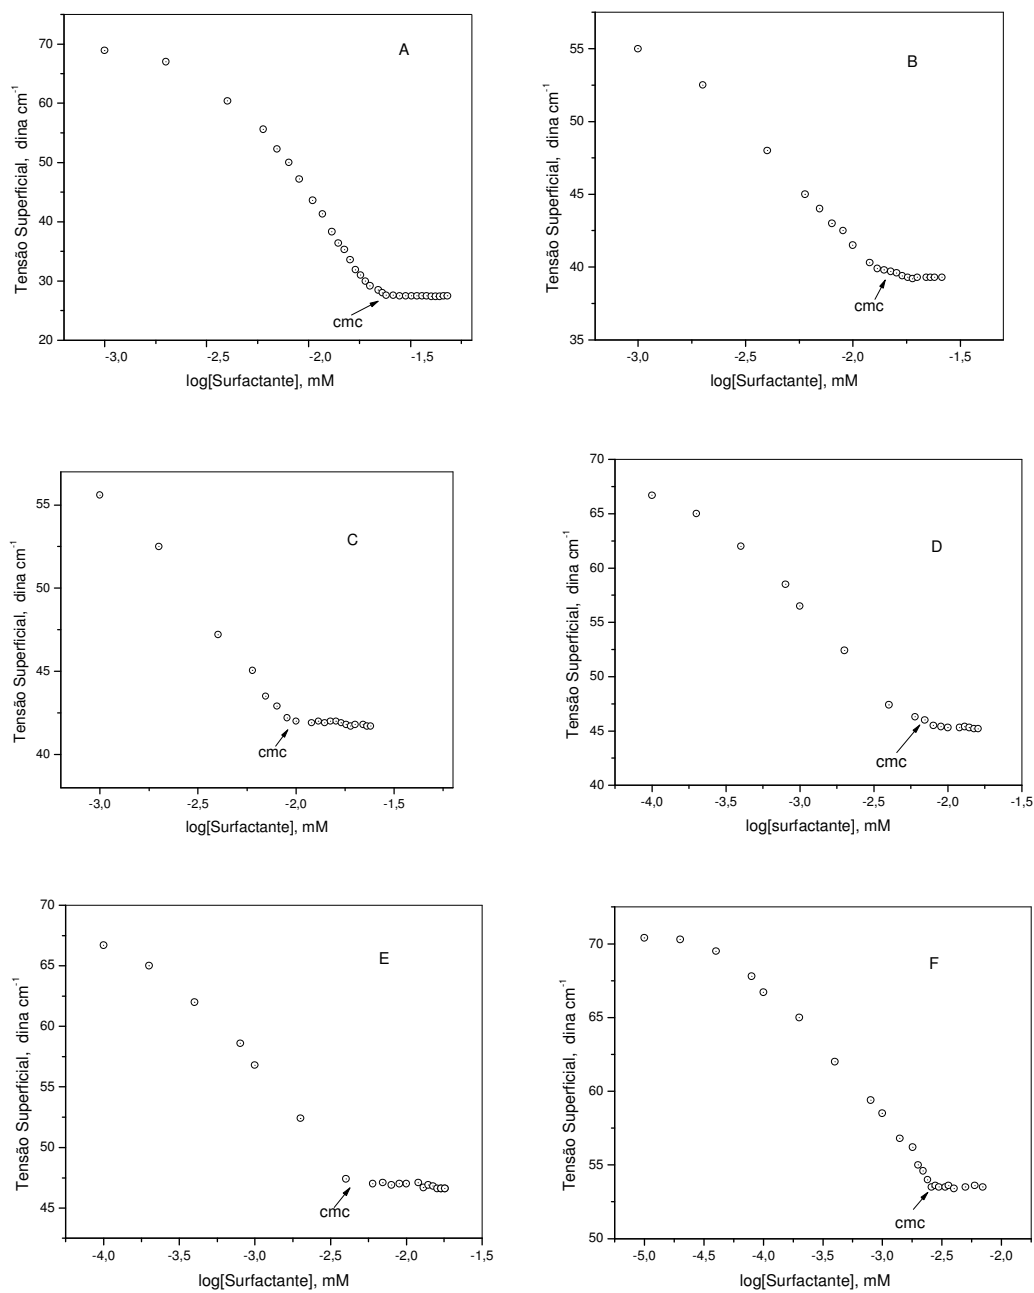 70
60
50
40
30
20
Tensão Superficial, dina cm⁻¹
A
cmc
-3,0
-2,5
-2,0
-1,5
log[Surfactante], mM
55
50
45
40
35
Tensão Superficial, dina cm⁻¹
B
cmc
-3,0
-2,5
-2,0
-1,5
log[Surfactante], mM
55
50
45
40
Tensão Superficial, dina cm⁻¹
C
cmc
-3,0
-2,5
-2,0
-1,5
log[Surfactante], mM
70
65
60
55
50
45
40
Tensão Superficial, dina cm⁻¹
D
cmc
-4,0
-3,5
-3,0
-2,5
-2,0
-1,5
log[surfactante], mM
70
65
60
55
50
45
Tensão Superficial, dina cm⁻¹
E
cmc
-4,0
-3,5
-3,0
-2,5
-2,0
-1,5
log[Surfactante], mM
70
65
60
55
50
Tensão Superficial, dina cm⁻¹
F
cmc
-5,0
-4,5
-4,0
-3,5
-3,0
-2,5
-2,0
log[Surfactante], mM